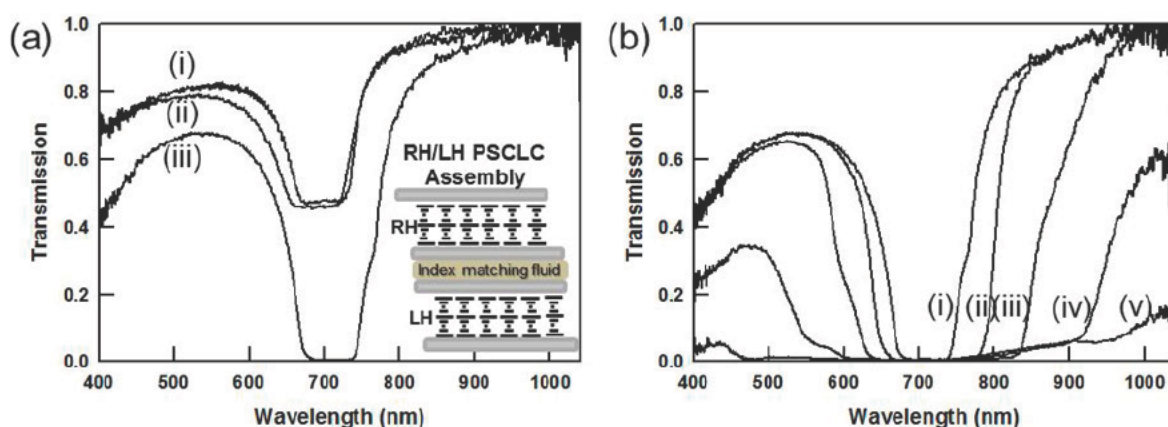 (a)
1.0
0.8
0.6
0.4
0.2
0.0
Transmission
(i)
(ii)
(iii)
RH/LH PSCLC
Assembly
RH
Index matching fluid
LH
400 500 600 700 800 900 1000
Wavelength (nm)
(b)
1.0
0.8
0.6
0.4
0.2
0.0
Transmission
(i) (ii) (iii) (iv) (v)
400 500 600 700 800 900 1000
Wavelength (nm)